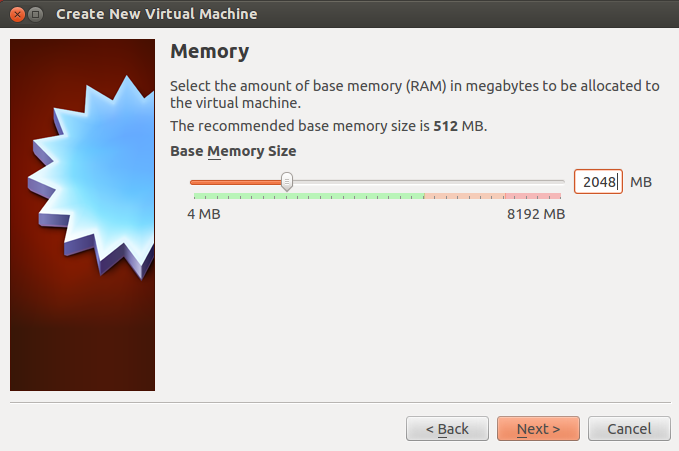 Create New Virtual Machine
Memory
Select the amount of base memory (RAM) in megabytes to be allocated to
the virtual machine.
The recommended base memory size is 512 MB.
Base Memory Size
2048 MB
4 MB 8192 MB
< Back Next > Cancel